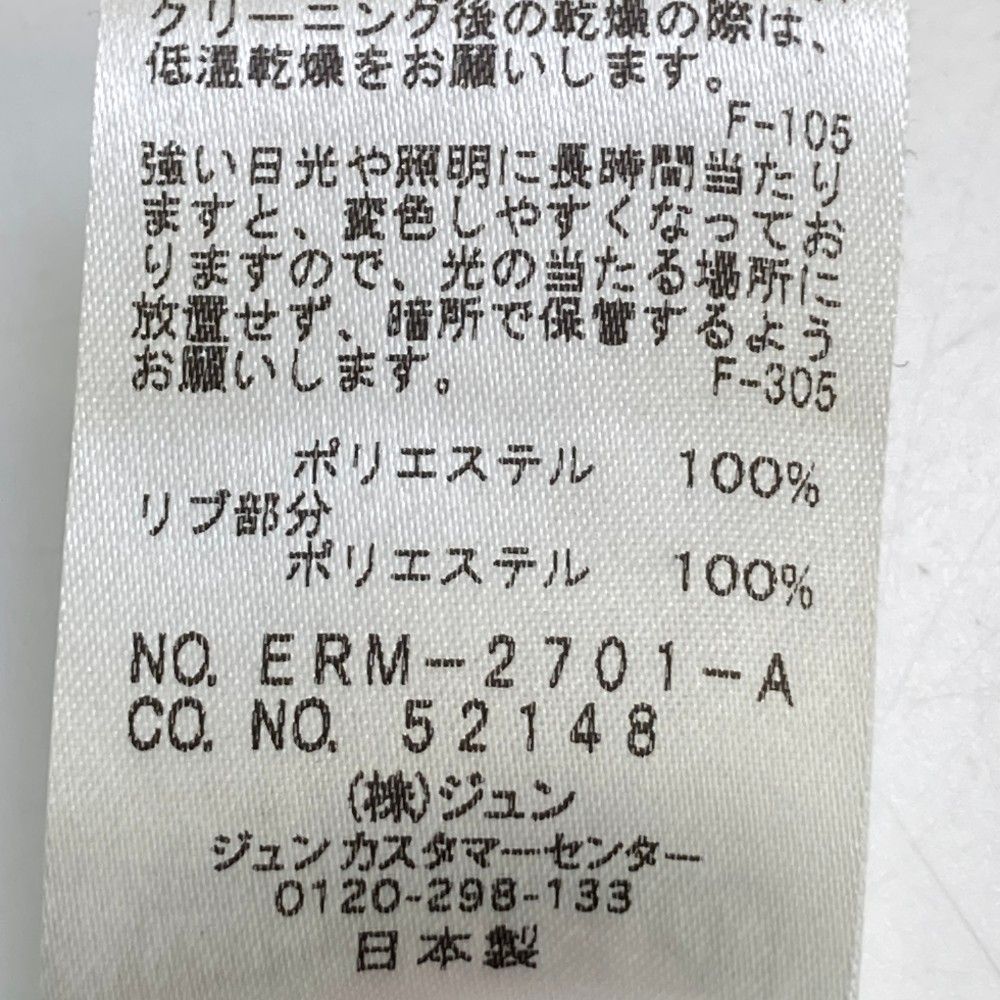 クリーニング後の乾燥の際は、
低温乾燥をお願いします。
F-105
強い日光や照明に長時間当たり
ますと、変色しやすくなってお
りますので、光の当たる場所に
放置せず、暗所で保管するよう
お願いします。
F-305
ポリエステル 100%
リブ部分
ポリエステル 100%
NO. ERM-2701-A
CO. NO. 52148
(株)ジュン
ジュンカスタマーセンター
0120-298-133
日本製